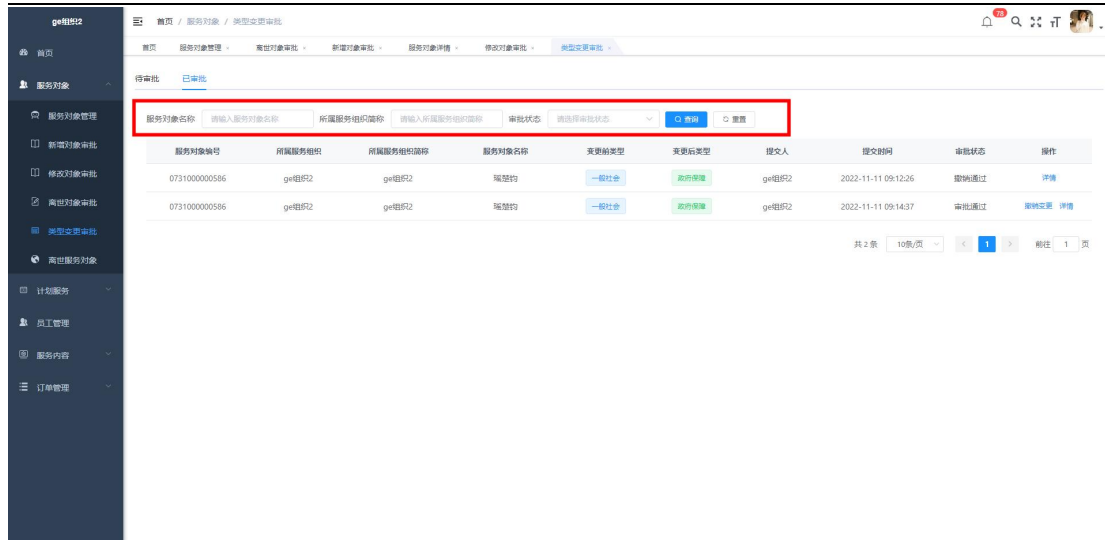 ge组织2
首页 / 服务对象 / 类型变更审批
78
首页
服务对象管理 ×
离世对象审批 ×
新增对象审批 ×
服务对象详情 ×
修改对象审批 ×
类型变更审批 ×
首页
服务对象
服务对象管理
新增对象审批
修改对象审批
离世对象审批
类型变更审批
离世服务对象
计划服务
员工管理
服务内容
订单管理
待审批 已审批
服务对象名称 请输入服务对象名称 所属服务组织简称 请输入所属服务组织简称 审批状态 请选择审批状态 查询 重置
服务对象编号 所属服务组织 所属服务组织简称 服务对象名称 变更前类型 变更后类型 提交人 提交时间 审批状态 操作
0731000000586 ge组织2 ge组织2 瑶楚钧 一般社会 政府保障 ge组织2 2022-11-11 09:12:26 撤销通过 详情
0731000000586 ge组织2 ge组织2 瑶楚钧 一般社会 政府保障 ge组织2 2022-11-11 09:14:37 审批通过 撤销变更 详情
共 2 条 10条/页 < 1 > 前往 1 页